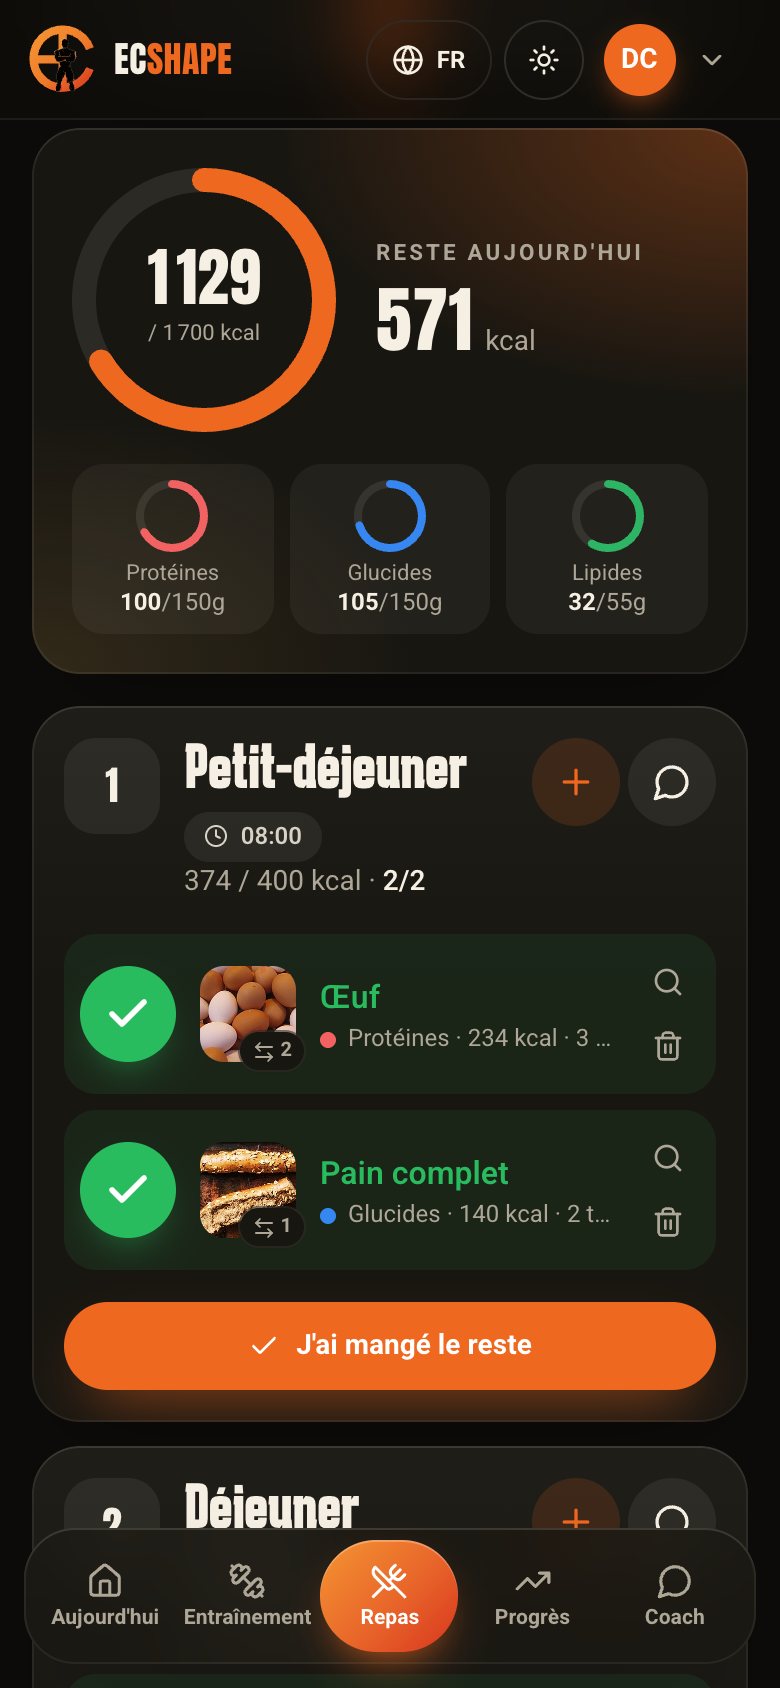 ECSHAPE
FR
DC
1129
/ 1700 kcal
RESTE AUJOURD'HUI
571 kcal
Protéines
100/150g
Glucides
105/150g
Lipides
32/55g
1
Petit-déjeuner
08:00
374 / 400 kcal · 2/2
Œuf
Protéines · 234 kcal · 3 ...
2
Pain complet
Glucides · 140 kcal · 2 t...
1
J'ai mangé le reste
2
Déjeuner
Aujourd'hui
Entraînement
Repas
Progrès
Coach